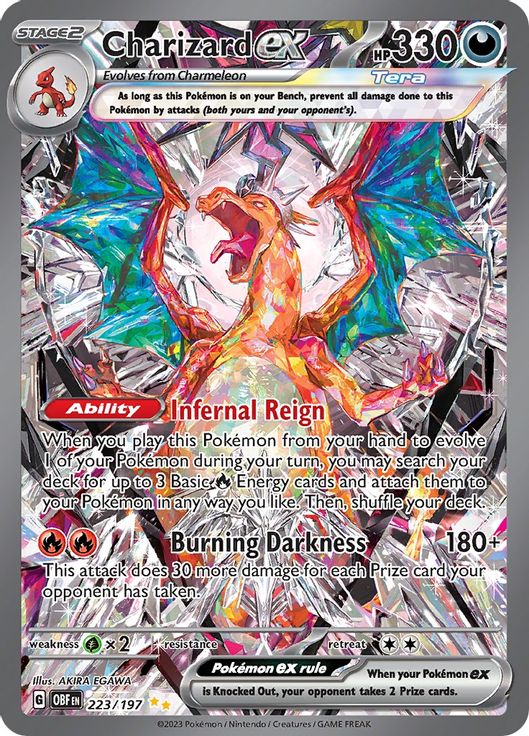 STAGE2
Charizard ex
HP 330
Evolves from Charmeleon
Tera
As long as this Pokémon is on your Bench, prevent all damage done to this
Pokémon by attacks (both yours and your opponent's).
Ability Infernal Reign
When you play this Pokémon from your hand to evolve
1 of your Pokémon during your turn, you may search your
deck for up to 3 Basic Energy cards and attach them to
your Pokémon in any way you like. Then, shuffle your deck.
Burning Darkness 180+
This attack does 30 more damage for each Prize card your
opponent has taken.
weakness ×2 resistance retreat
Illus. AKIRA EGAWA
Pokémon ex rule
When your Pokémon ex
is Knocked Out, your opponent takes 2 Prize cards.
G OBF EN 223/197
©2023 Pokémon / Nintendo / Creatures / GAME FREAK